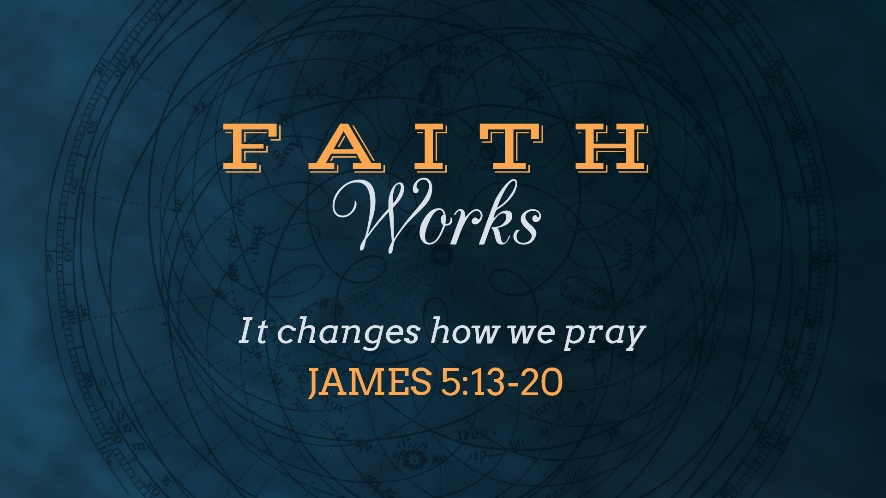 FAITH
Works
It changes how we pray
JAMES 5:13-20